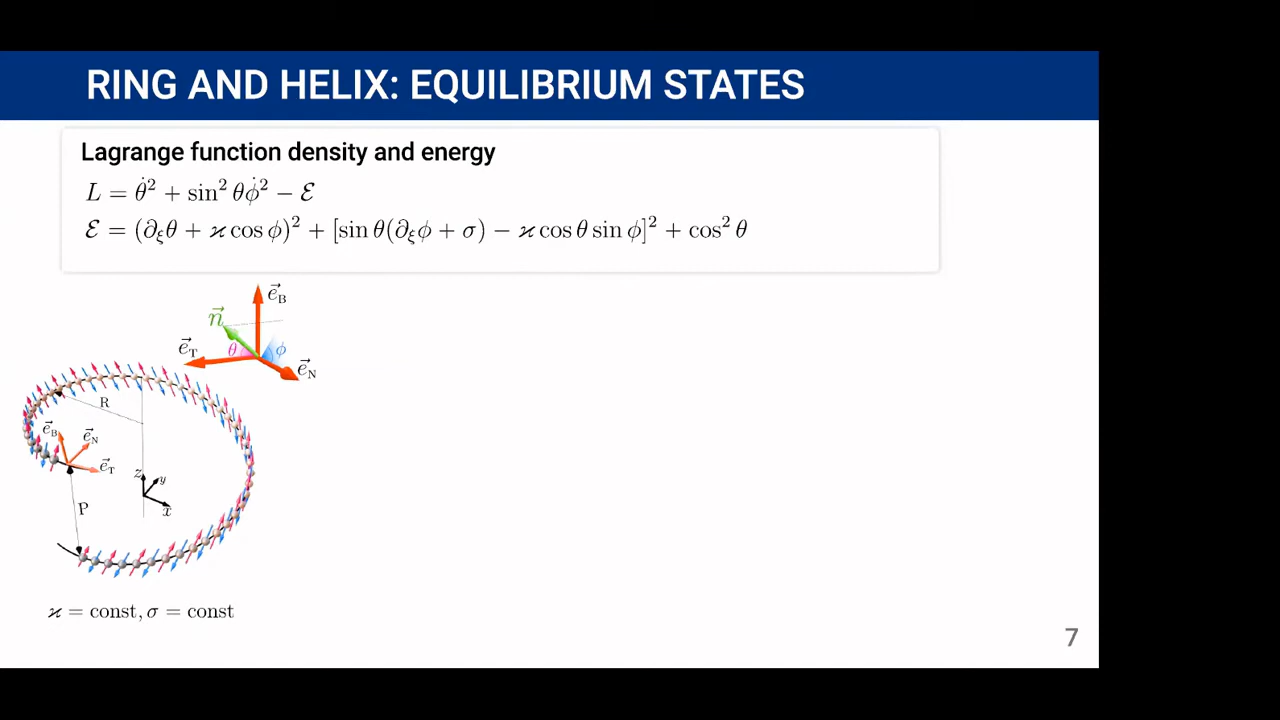 RING AND HELIX: EQUILIBRIUM STATES
Lagrange function density and energy
L = θ̇² + sin² θφ̇² − ℰ
ℰ = (∂_ξθ + ϰ cos ϕ)² + [sin θ(∂_ξϕ + σ) − ϰ cos θ sin ϕ]² + cos² θ
e⃗_B
n⃗
e⃗_T
θ
ϕ
e⃗_N
R
e⃗_B
e⃗_N
e⃗_T
z
y
x
P
ϰ = const, σ = const
7